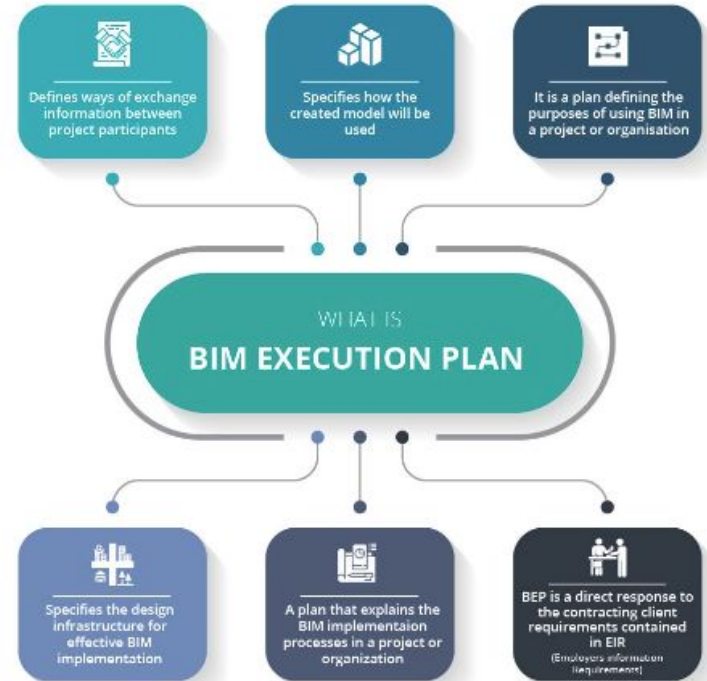 Defines ways of exchange
information between
project participants
Specifies how the
created model will be
used
It is a plan defining the
purposes of using BIM in
a project or organisation
WHAT IS
BIM EXECUTION PLAN
Specifies the design
infrastructure for
effective BIM
implementation
A plan that explains the
BIM implementaion
processes in a project or
organization
BEP is a direct response to
the contracting client
requirements contained
in EIR
(Employers Information
Requirements)